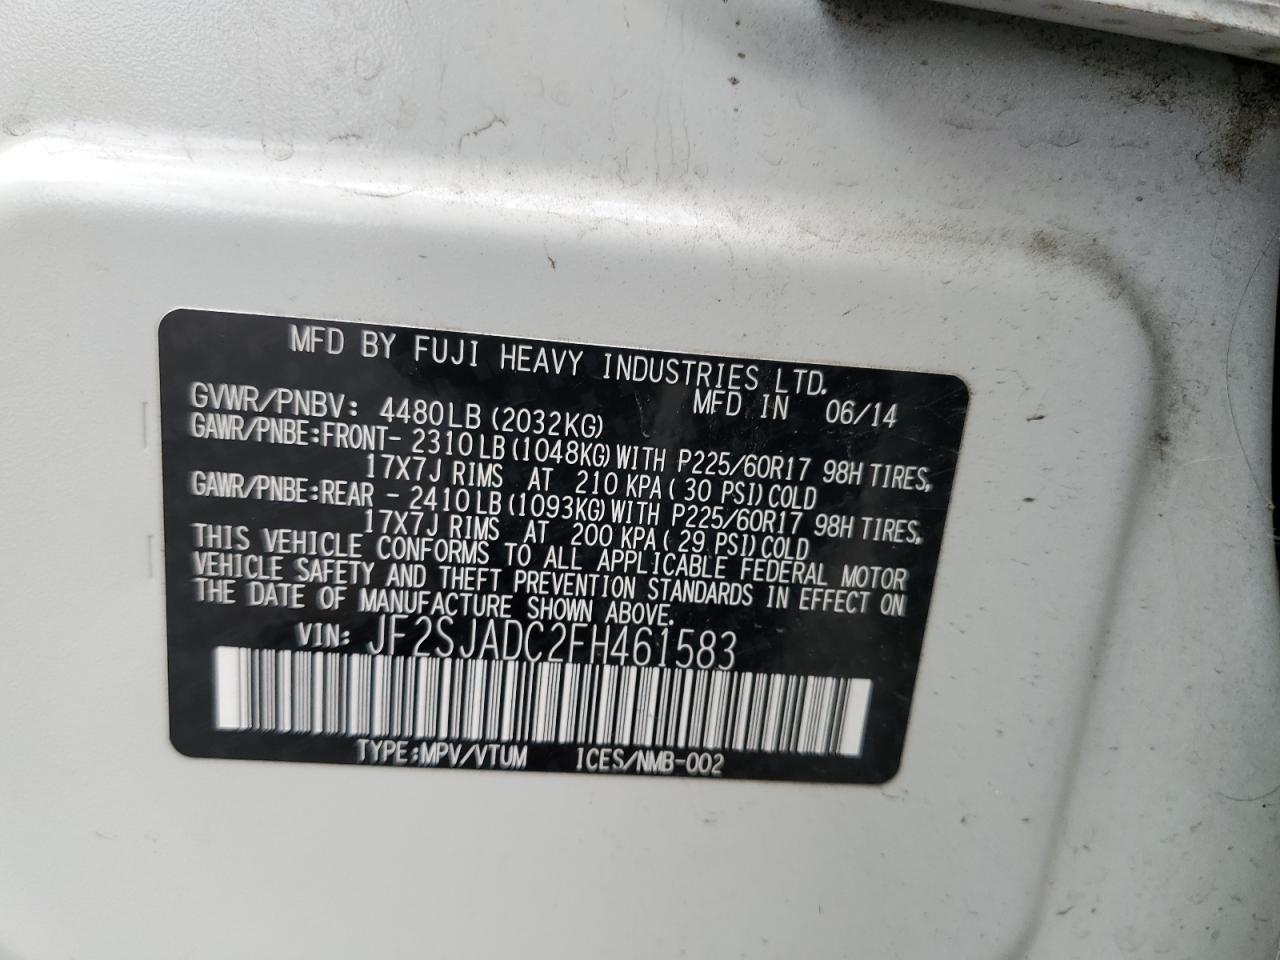 MFD BY FUJI HEAVY INDUSTRIES LTD.
MFD IN 06/14
GVWR/PNBV: 4480LB (2032KG)
GAWR/PNBE:FRONT- 2310LB (1048KG) WITH P225/60R17 98H TIRES,
17X7J RIMS AT 210 KPA ( 30 PSI) COLD
GAWR/PNBE:REAR - 2410LB (1093KG) WITH P225/60R17 98H TIRES,
17X7J RIMS AT 200 KPA ( 29 PSI) COLD
THIS VEHICLE CONFORMS TO ALL APPLICABLE FEDERAL MOTOR
VEHICLE SAFETY AND THEFT PREVENTION STANDARDS IN EFFECT ON
THE DATE OF MANUFACTURE SHOWN ABOVE.
VIN: JF2SJADC2FH461583
TYPE:MPV/VTUM ICES/NMB-002